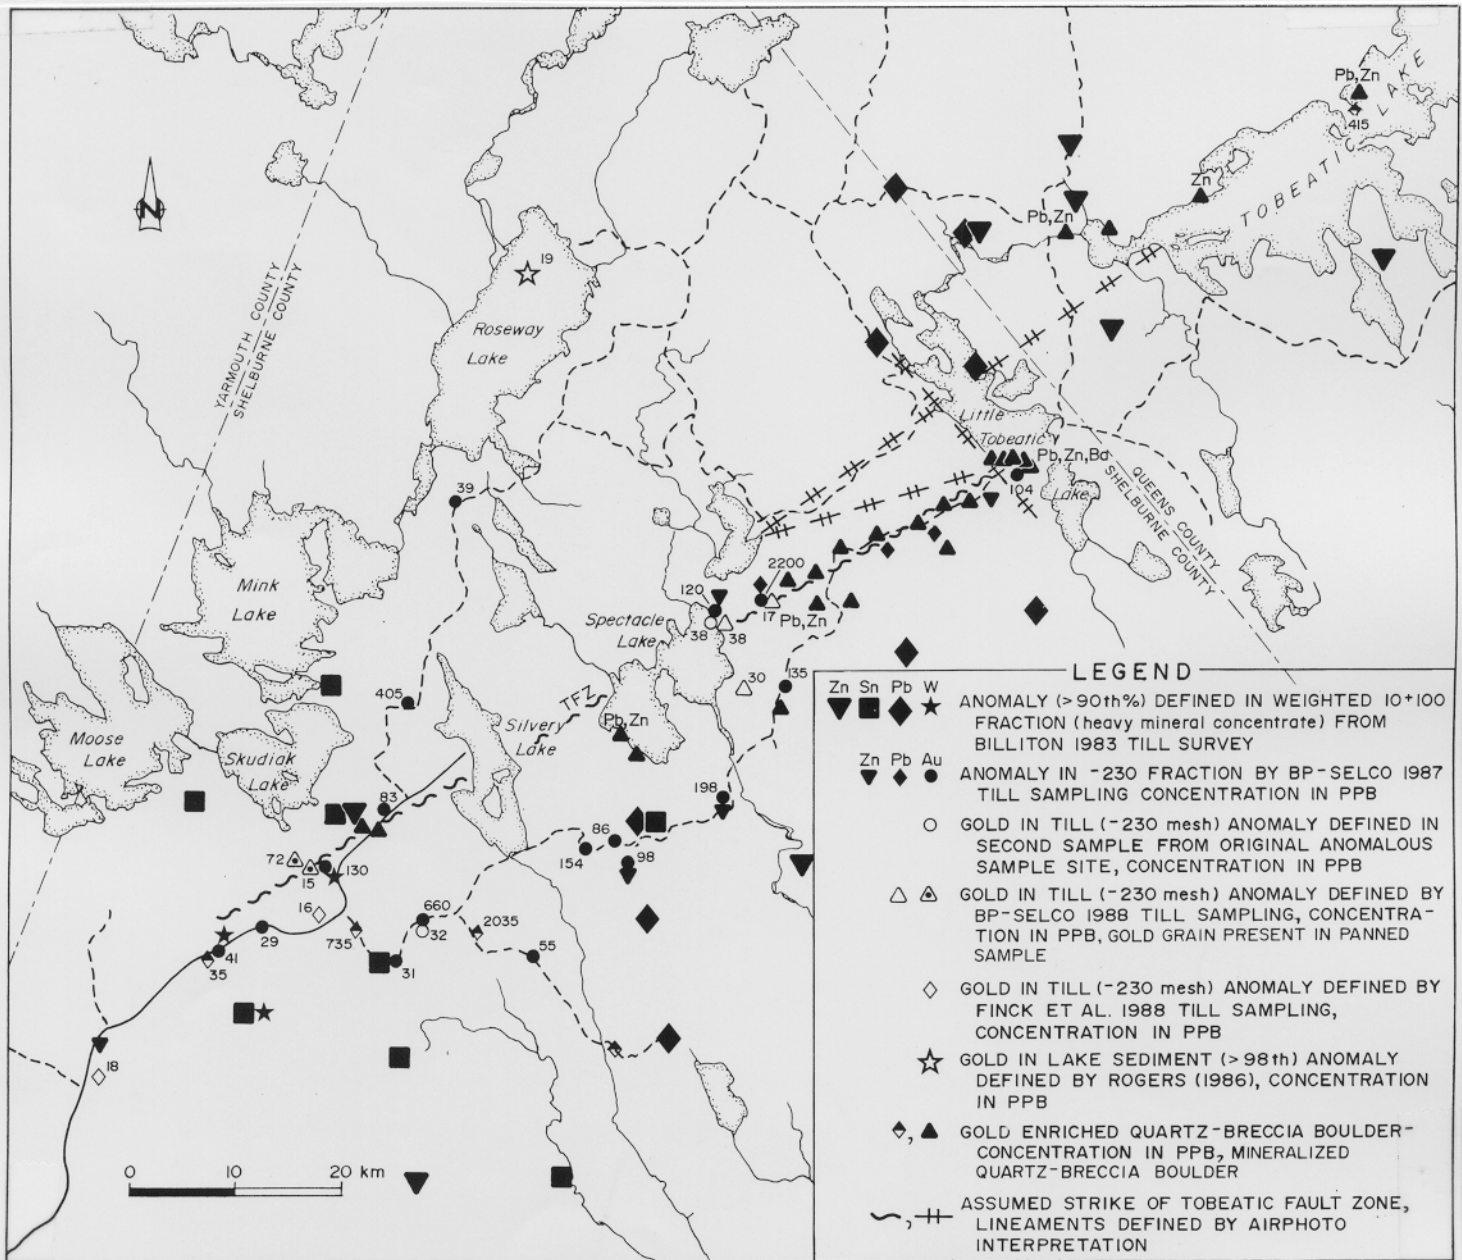 Pb,Zn
TOBEATIC LAKE
415
Zn
Pb,Zn
N
19
YARMOUTH COUNTY
SHELBURNE COUNTY
Roseway
Lake
Little
Tobeatic
Lake
Pb,Zn,Ba
104
QUEENS COUNTY
SHELBURNE COUNTY
39
2200
120
17
Pb,Zn
38
38
Mink
Lake
Spectacle
Lake
30
135
405
TFZ
Silvery
Lake
Pb,Zn
Moose
Lake
Skudiak
Lake
83
198
86
154
98
72
15
130
16
660
32
2035
735
29
41
35
31
55
18
0 10 20 km
LEGEND
Zn Sn Pb W
ANOMALY (>90th%) DEFINED IN WEIGHTED 10+100
FRACTION (heavy mineral concentrate) FROM
BILLITON 1983 TILL SURVEY
Zn Pb Au
ANOMALY IN -230 FRACTION BY BP-SELCO 1987
TILL SAMPLING CONCENTRATION IN PPB
GOLD IN TILL (-230 mesh) ANOMALY DEFINED IN
SECOND SAMPLE FROM ORIGINAL ANOMALOUS
SAMPLE SITE, CONCENTRATION IN PPB
GOLD IN TILL (-230 mesh) ANOMALY DEFINED BY
BP-SELCO 1988 TILL SAMPLING, CONCENTRA-
TION IN PPB, GOLD GRAIN PRESENT IN PANNED
SAMPLE
GOLD IN TILL (-230 mesh) ANOMALY DEFINED BY
FINCK ET AL. 1988 TILL SAMPLING,
CONCENTRATION IN PPB
GOLD IN LAKE SEDIMENT (>98th) ANOMALY
DEFINED BY ROGERS (1986), CONCENTRATION
IN PPB
GOLD ENRICHED QUARTZ-BRECCIA BOULDER-
CONCENTRATION IN PPB, MINERALIZED
QUARTZ-BRECCIA BOULDER
ASSUMED STRIKE OF TOBEATIC FAULT ZONE,
LINEAMENTS DEFINED BY AIRPHOTO
INTERPRETATION